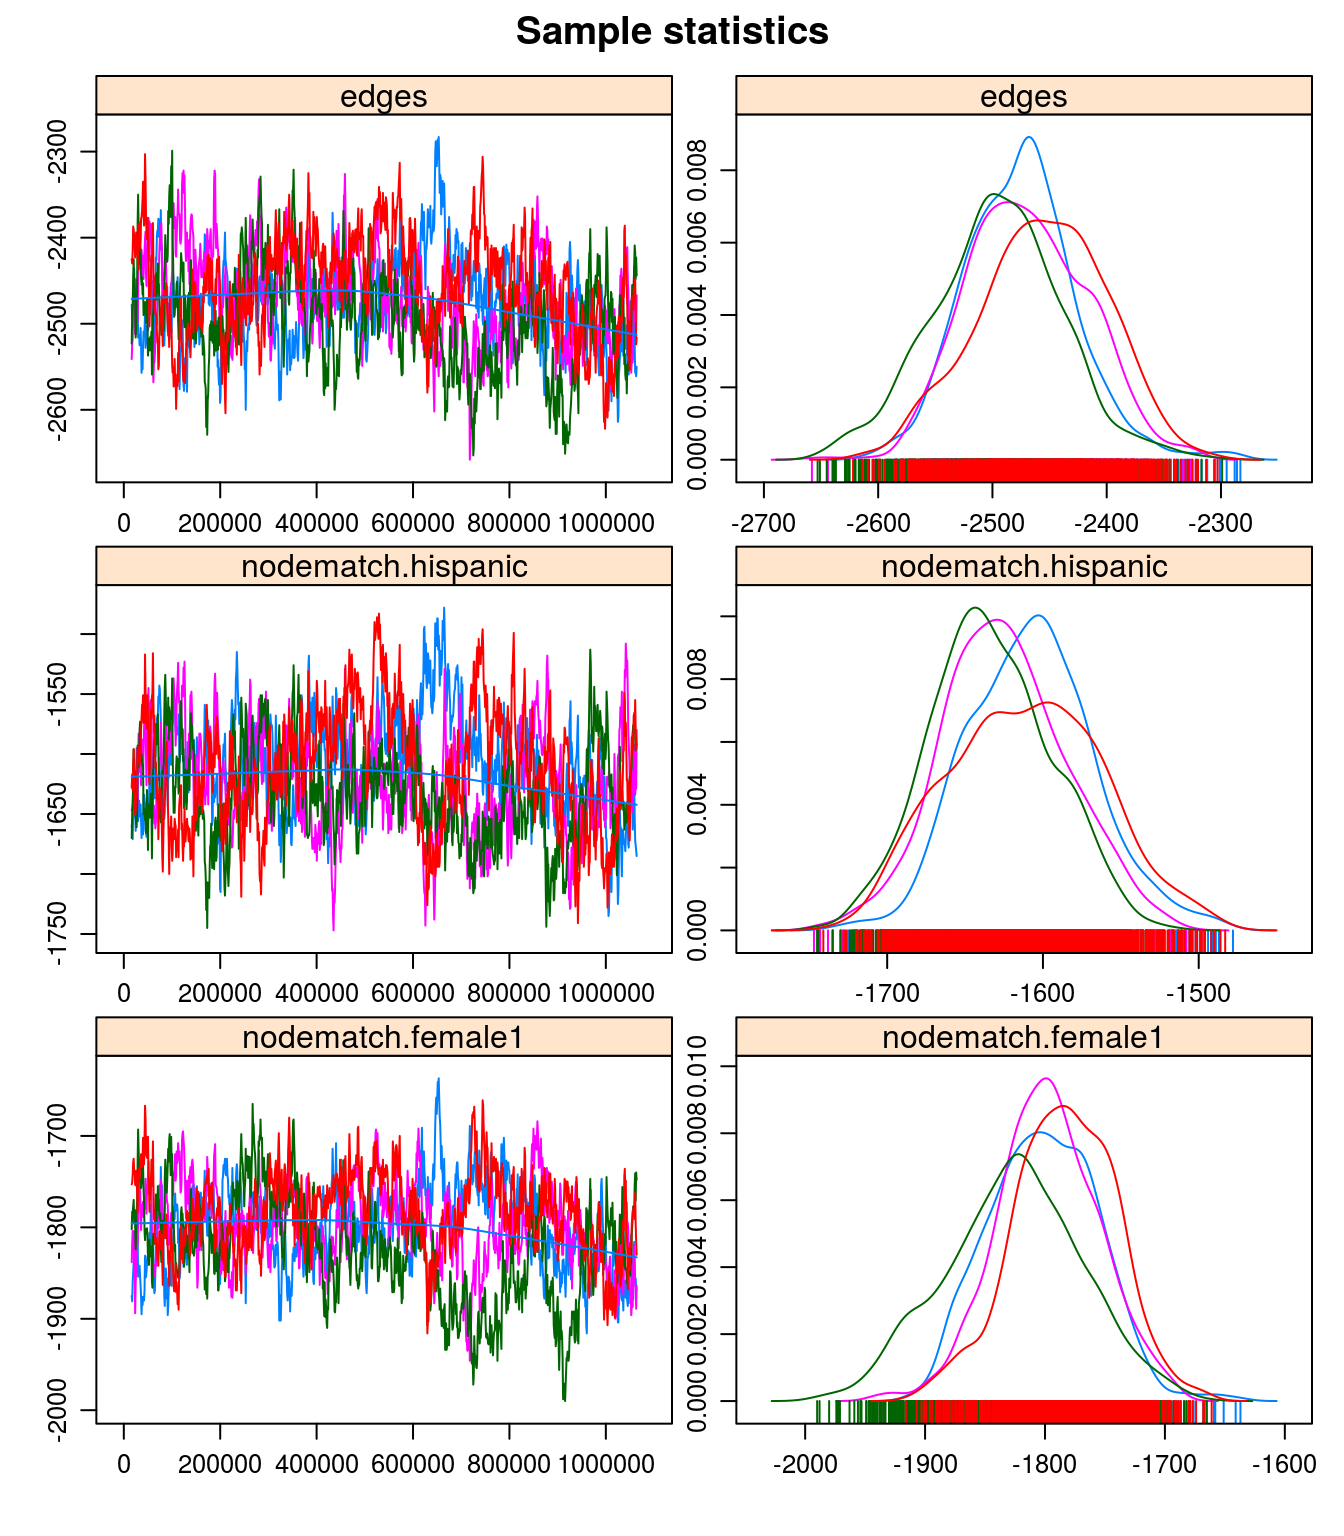 Sample statistics
edges
edges
-2300
-2400
-2500
-2600
0.008
0.006
0.004
0.002
0.000
0 200000 400000 600000 800000 1000000
-2700 -2600 -2500 -2400 -2300
nodematch.hispanic
nodematch.hispanic
-1550
-1650
-1750
0.008
0.004
0.000
0 200000 400000 600000 800000 1000000
-1700 -1600 -1500
nodematch.female1
nodematch.female1
-1700
-1800
-1900
-2000
0.010
0.008
0.006
0.004
0.002
0.000
0 200000 400000 600000 800000 1000000
-2000 -1900 -1800 -1700 -1600